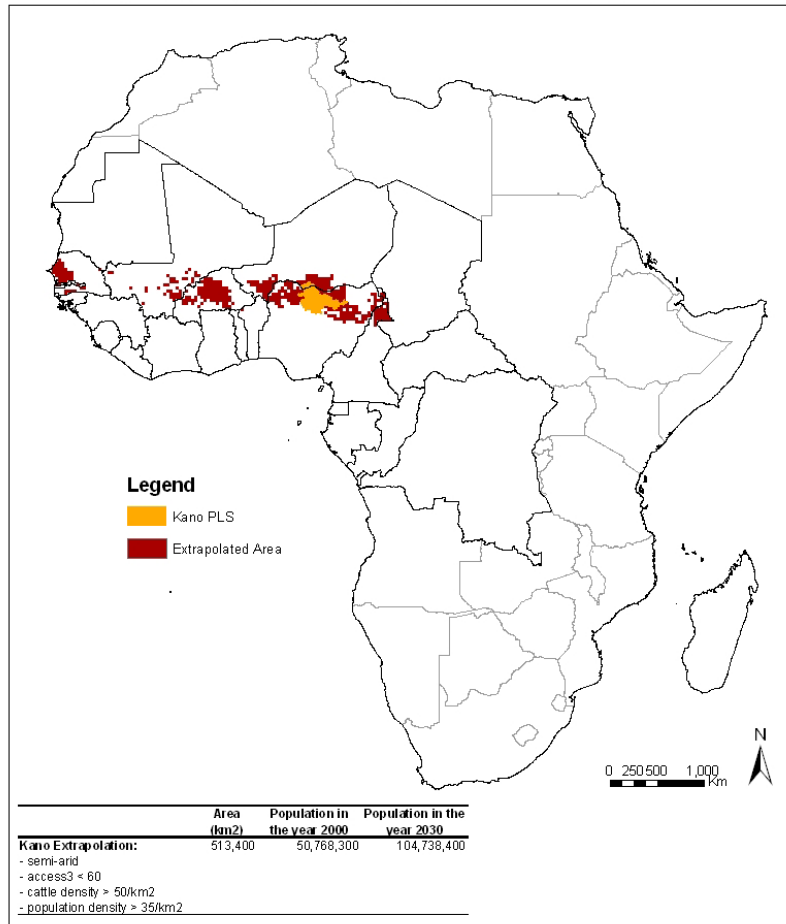 Legend
Kano PLS
Extrapolated Area
N
0 250 500 1,000
Km
Area Population in Population in the
(km2) the year 2000 year 2030
Kano Extrapolation: 513,400 50,768,300 104,738,400
- semi-arid
- access3 < 60
- cattle density > 50/km2
- population density > 35/km2